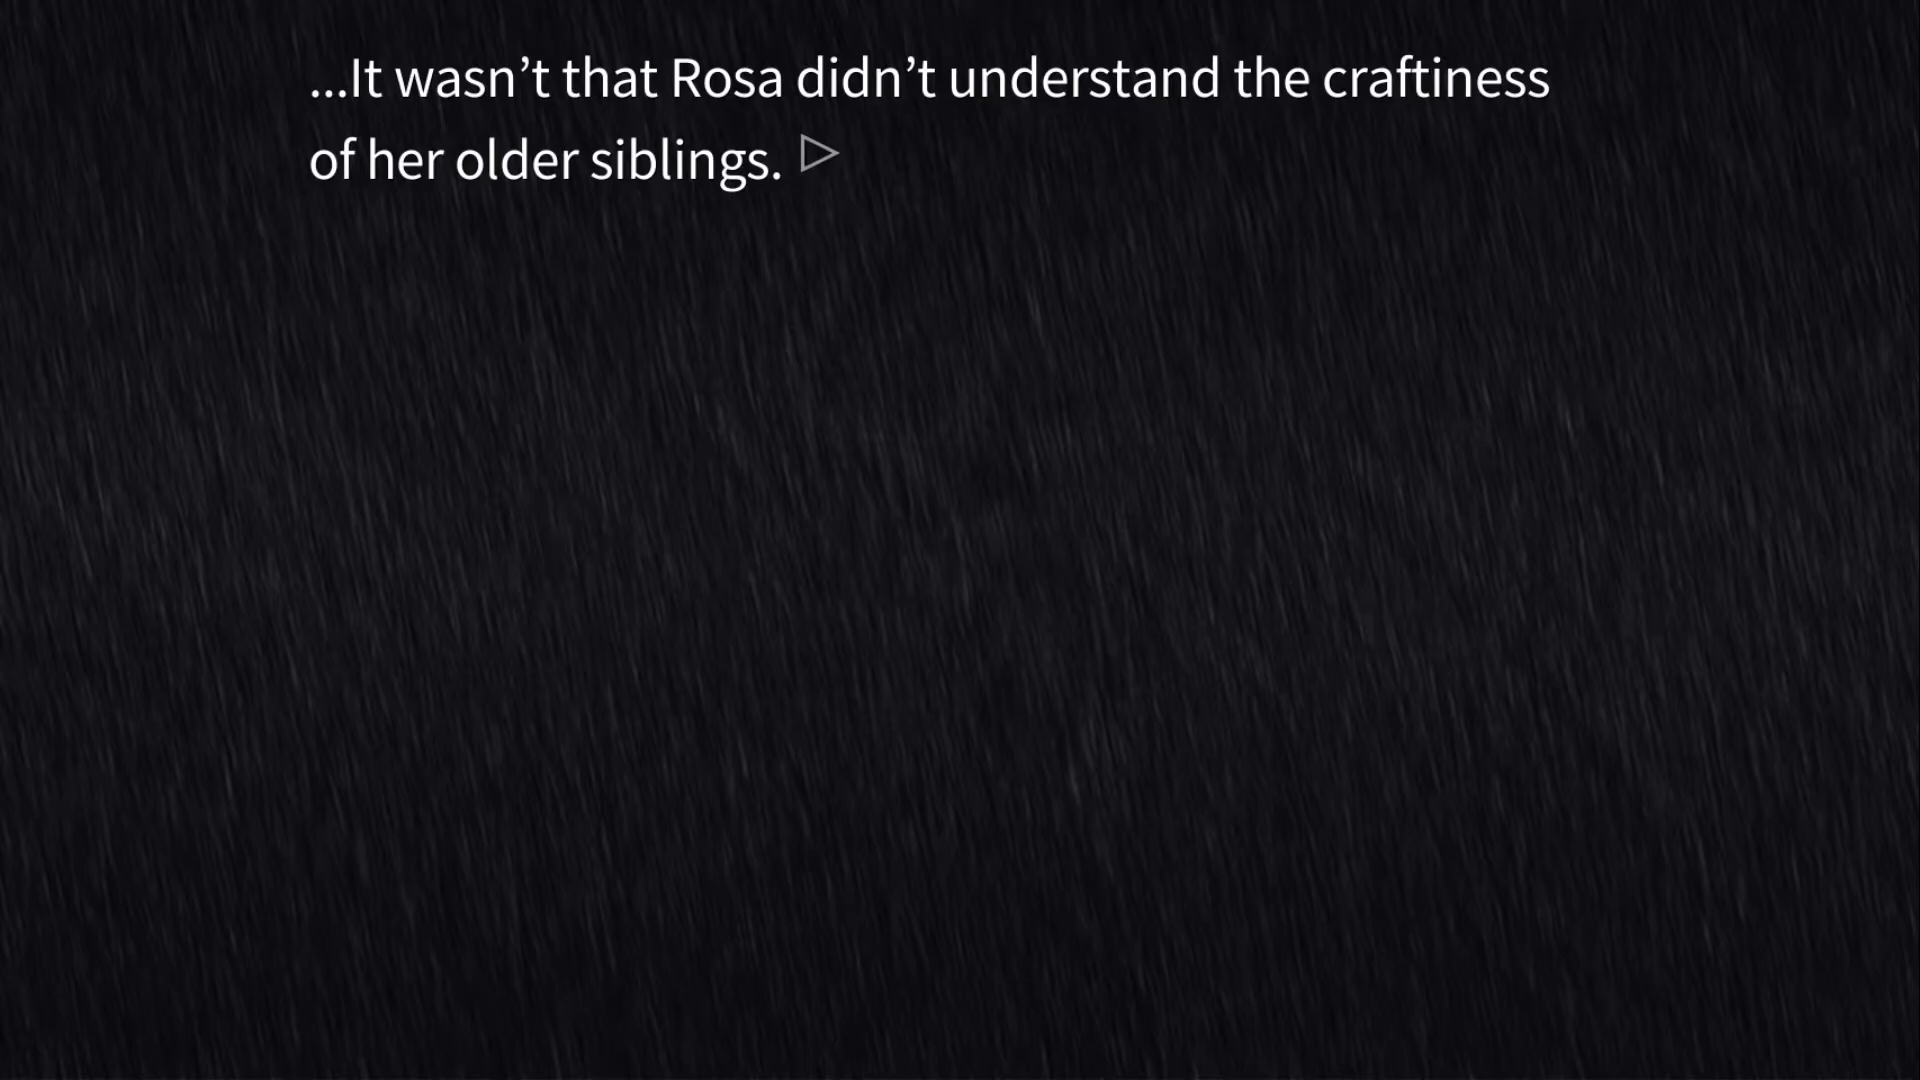 ...It wasn’t that Rosa didn’t understand the craftiness
of her older siblings.